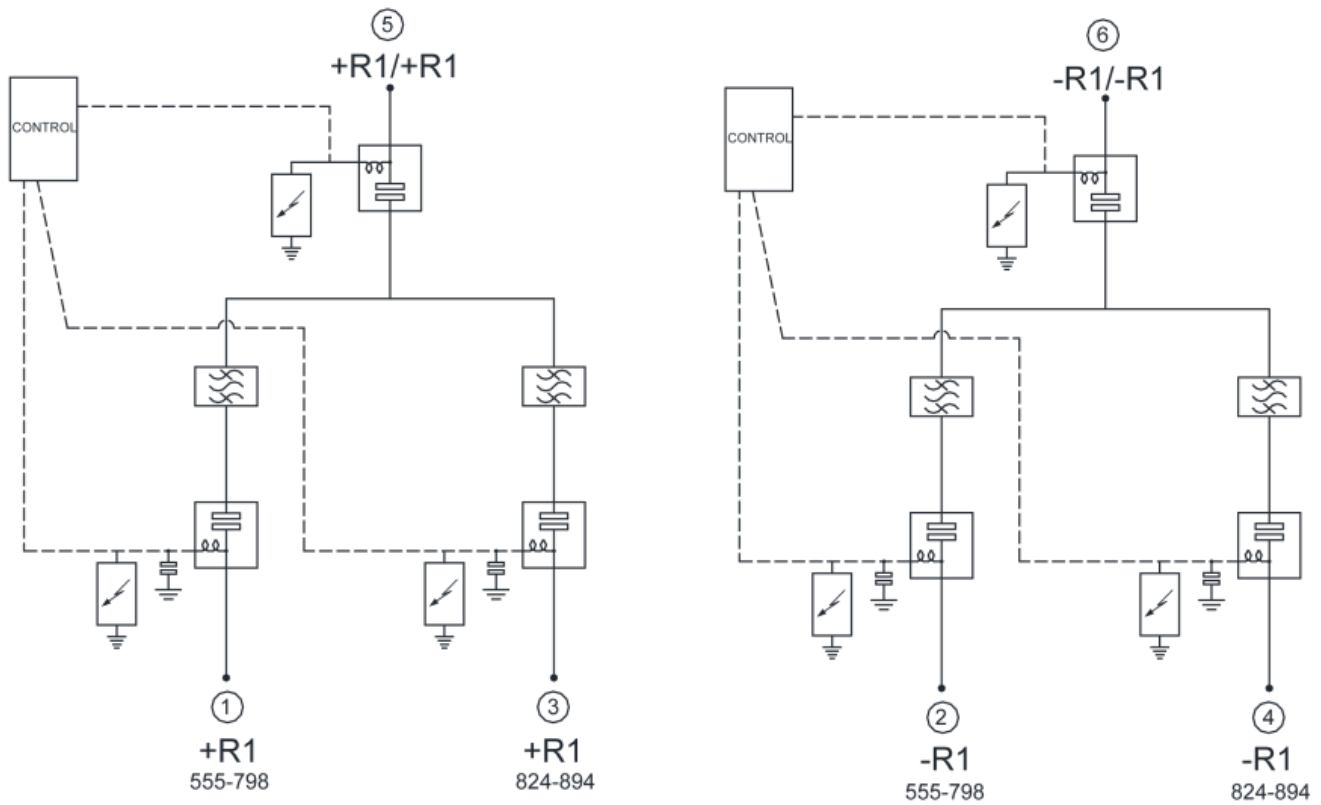 5
+R1/+R1
CONTROL
1
+R1
555-798
3
+R1
824-894
6
-R1/-R1
CONTROL
2
-R1
555-798
4
-R1
824-894